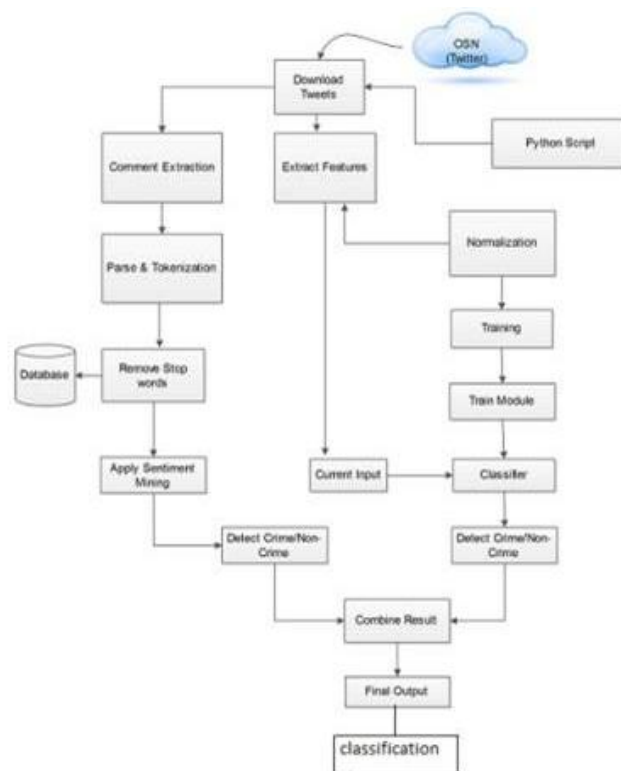 OSN
(Twitter)
Download
Tweets
Python Script
Comment Extraction
Extract Features
Normalization
Parse & Tokenization
Training
Database
Remove Stop
words
Train Module
Apply Sentiment
Mining
Current Input
Classifier
Detect Crime/Non-
Crime
Detect Crime/Non-
Crime
Combine Result
Final Output
classification